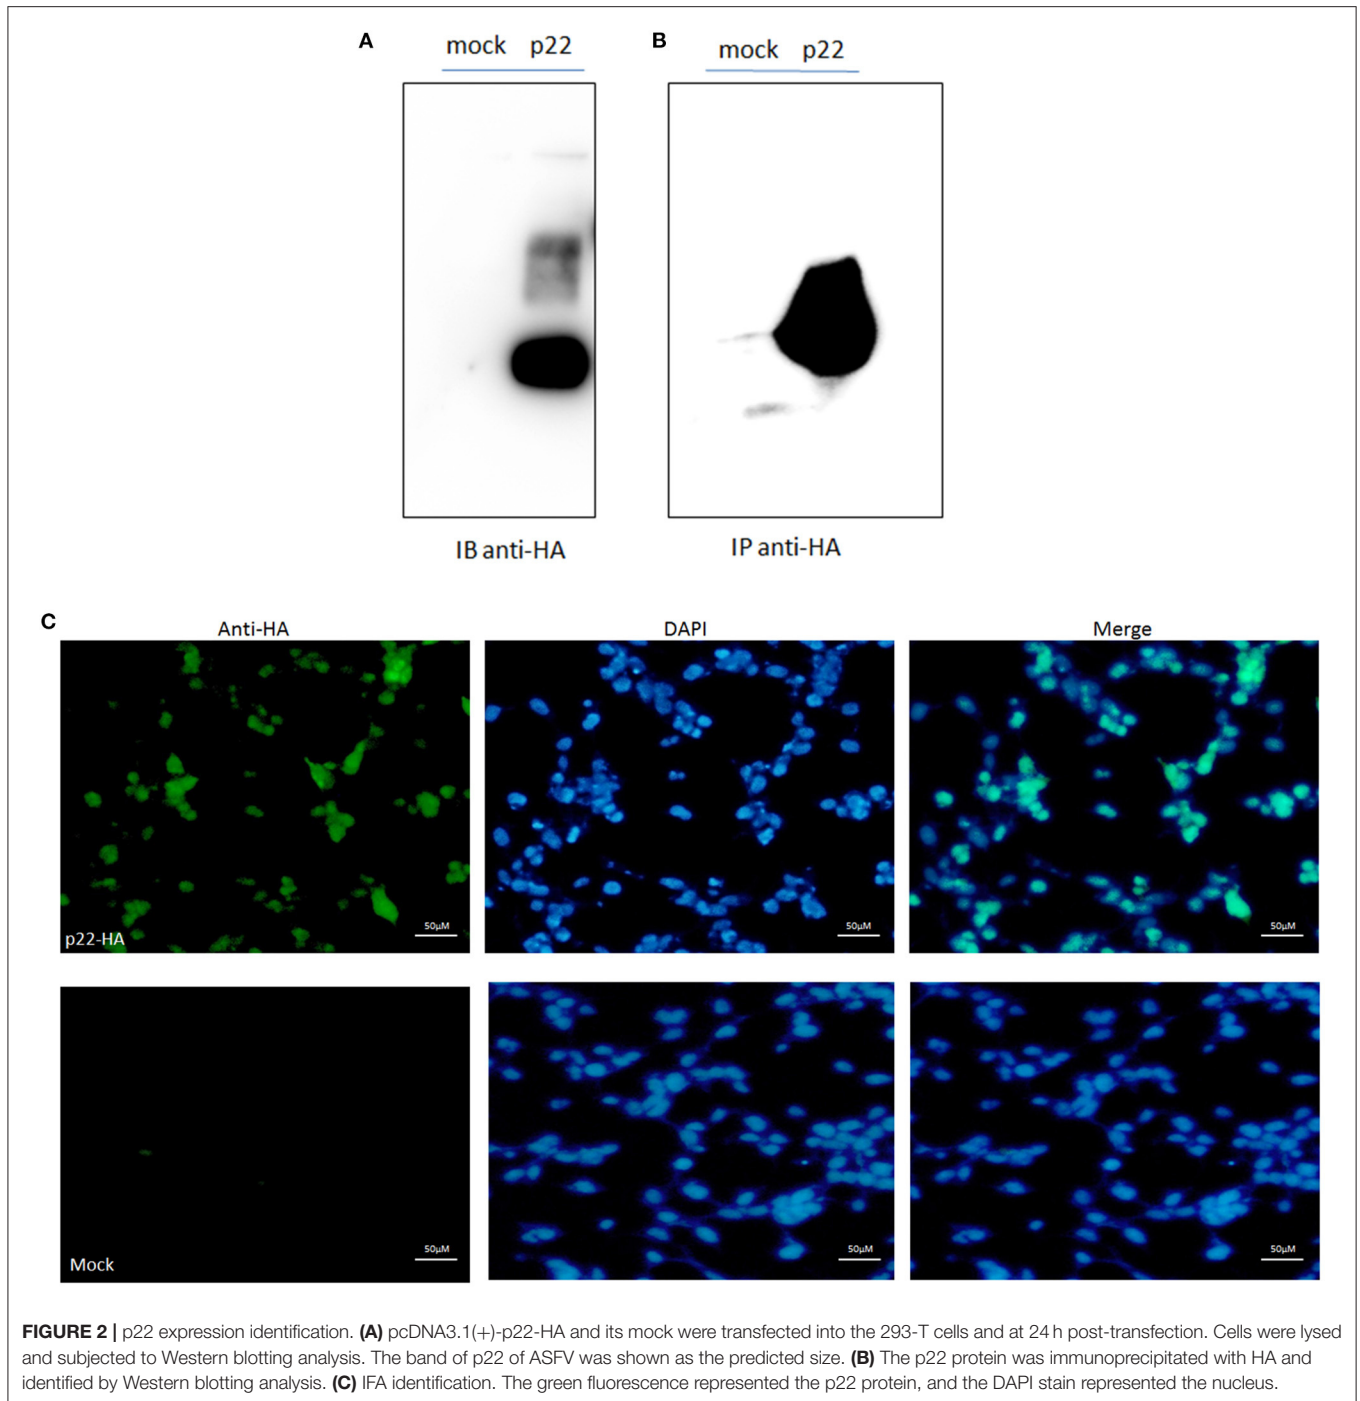 A mock p22 B mock p22
IB anti-HA IP anti-HA
C Anti-HA DAPI Merge
p22-HA 50µM 50µM 50µM
Mock 50µM 50µM 50µM
FIGURE 2 | p22 expression identification. (A) pcDNA3.1(+)-p22-HA and its mock were transfected into the 293-T cells and at 24 h post-transfection. Cells were lysed
and subjected to Western blotting analysis. The band of p22 of ASFV was shown as the predicted size. (B) The p22 protein was immunoprecipitated with HA and
identified by Western blotting analysis. (C) IFA identification. The green fluorescence represented the p22 protein, and the DAPI stain represented the nucleus.